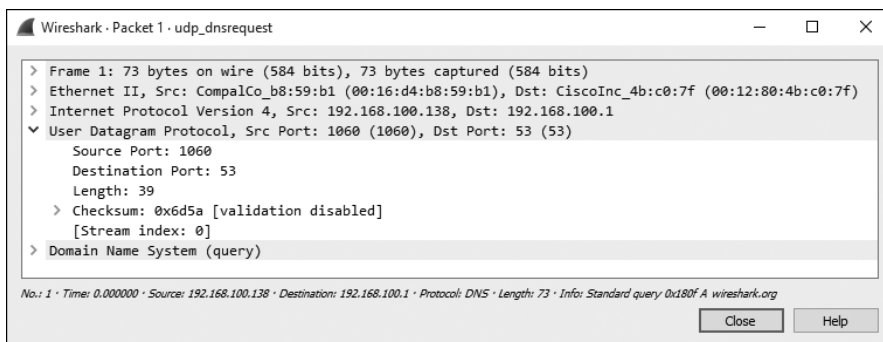 Wireshark · Packet 1 · udp_dnsrequest
Frame 1: 73 bytes on wire (584 bits), 73 bytes captured (584 bits)
Ethernet II, Src: CompalCo_b8:59:b1 (00:16:d4:b8:59:b1), Dst: CiscoInc_4b:c0:7f (00:12:80:4b:c0:7f)
Internet Protocol Version 4, Src: 192.168.100.138, Dst: 192.168.100.1
User Datagram Protocol, Src Port: 1060 (1060), Dst Port: 53 (53)
Source Port: 1060
Destination Port: 53
Length: 39
Checksum: 0x6d5a [validation disabled]
[Stream index: 0]
Domain Name System (query)
No.: 1 · Time: 0.000000 · Source: 192.168.100.138 · Destination: 192.168.100.1 · Protocol: DNS · Length: 73 · Info: Standard query 0x180f A wireshark.org
Close
Help